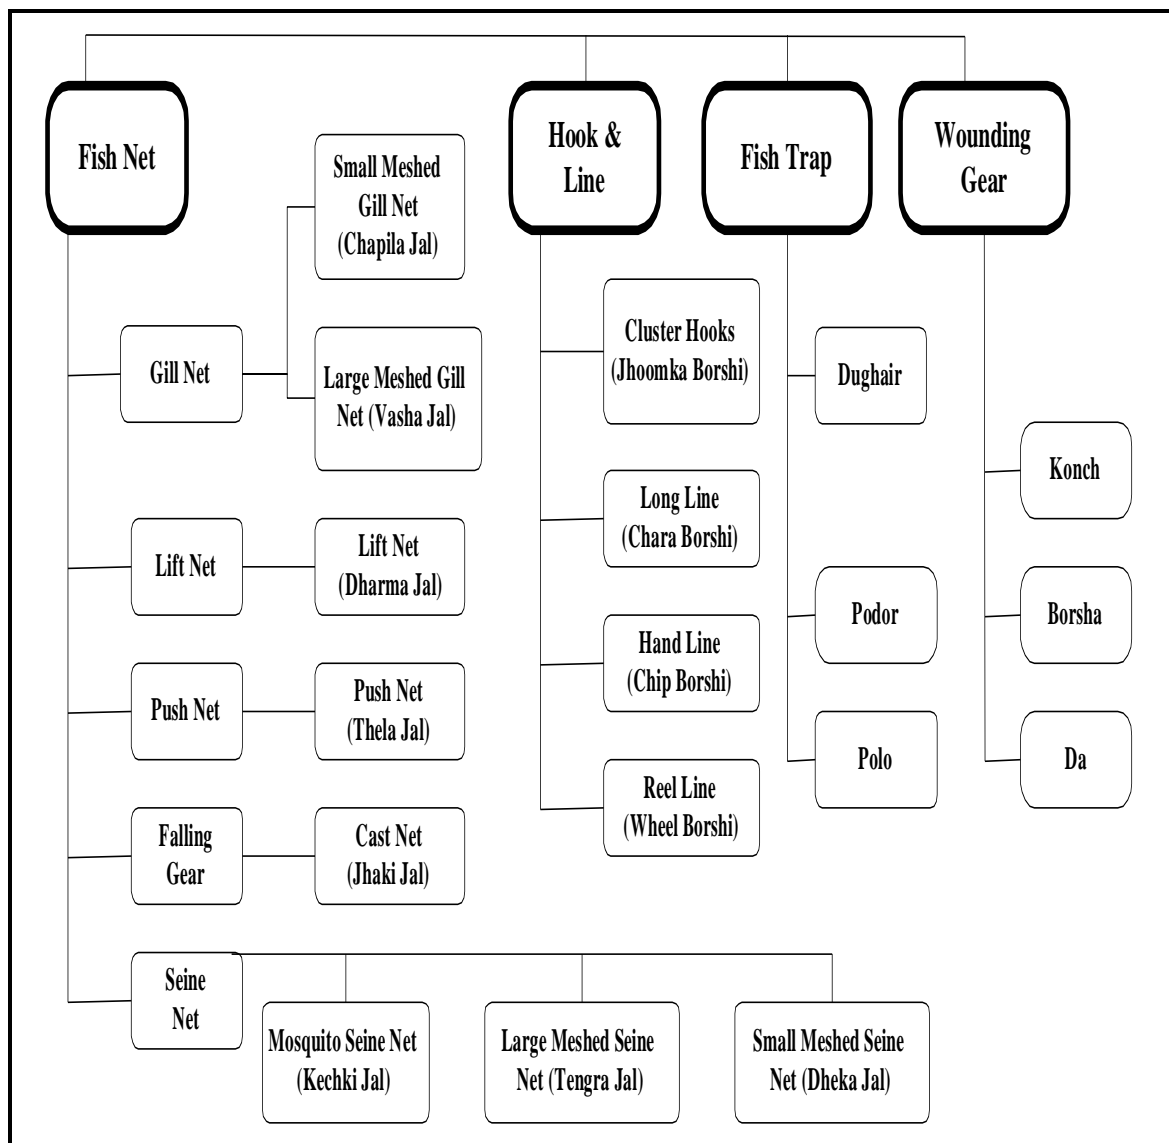 Fish Net
Hook &
Line
Fish Trap
Wounding
Gear
Small Meshed
Gill Net
(Chapila Jal)
Gill Net
Large Meshed Gill
Net (Vasha Jal)
Lift Net
Lift Net
(Dharma Jal)
Push Net
Push Net
(Thela Jal)
Falling
Gear
Cast Net
(Jhaki Jal)
Seine
Net
Mosquito Seine Net
(Kechki Jal)
Large Meshed Seine
Net (Tengra Jal)
Small Meshed Seine
Net (Dheka Jal)
Cluster Hooks
(Jhoomka Borshi)
Long Line
(Chara Borshi)
Hand Line
(Chip Borshi)
Reel Line
(Wheel Borshi)
Dughair
Podor
Polo
Konch
Borsha
Da